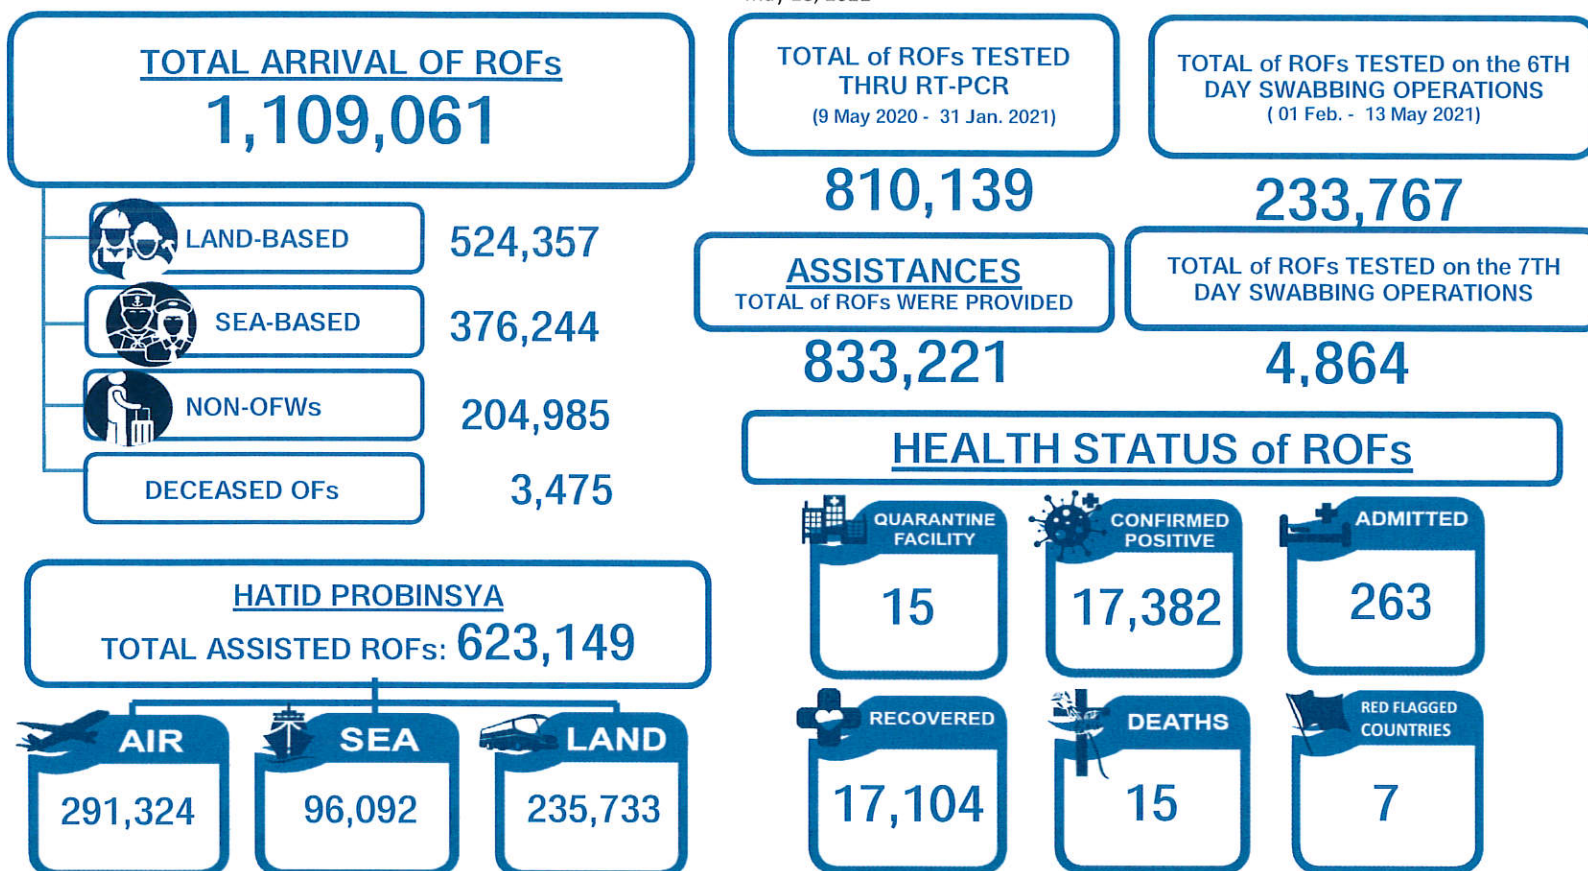 TOTAL ARRIVAL OF ROFs
1,109,061
LAND-BASED
524,357
SEA-BASED
376,244
NON-OFWs
204,985
DECEASED OFs
3,475
HATID PROBINSYA
TOTAL ASSISTED ROFs: 623,149
AIR
291,324
SEA
96,092
LAND
235,733
TOTAL of ROFs TESTED
THRU RT-PCR
(9 May 2020 - 31 Jan. 2021)
810,139
TOTAL of ROFs TESTED on the 6TH
DAY SWABBING OPERATIONS
( 01 Feb. - 13 May 2021)
233,767
ASSISTANCES
TOTAL of ROFs WERE PROVIDED
833,221
TOTAL of ROFs TESTED on the 7TH
DAY SWABBING OPERATIONS
4,864
HEALTH STATUS of ROFs
QUARANTINE
FACILITY
15
CONFIRMED
POSITIVE
17,382
ADMITTED
263
RECOVERED
17,104
DEATHS
15
RED FLAGGED
COUNTRIES
7